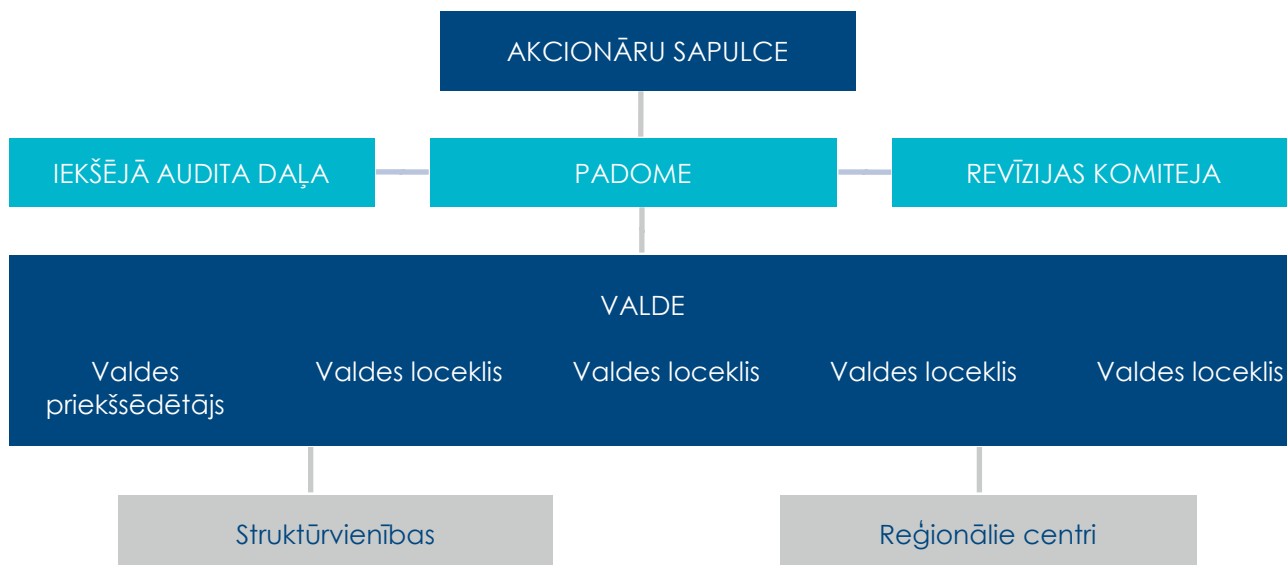 AKCIONĀRU SAPULCE
IEKŠĒJĀ AUDITA DAĻA
PADOME
REVĪZIJAS KOMITEJA
VALDE
Valdes
priekšsēdētājs
Valdes loceklis
Valdes loceklis
Valdes loceklis
Valdes loceklis
Struktūrvienības
Reģionālie centri